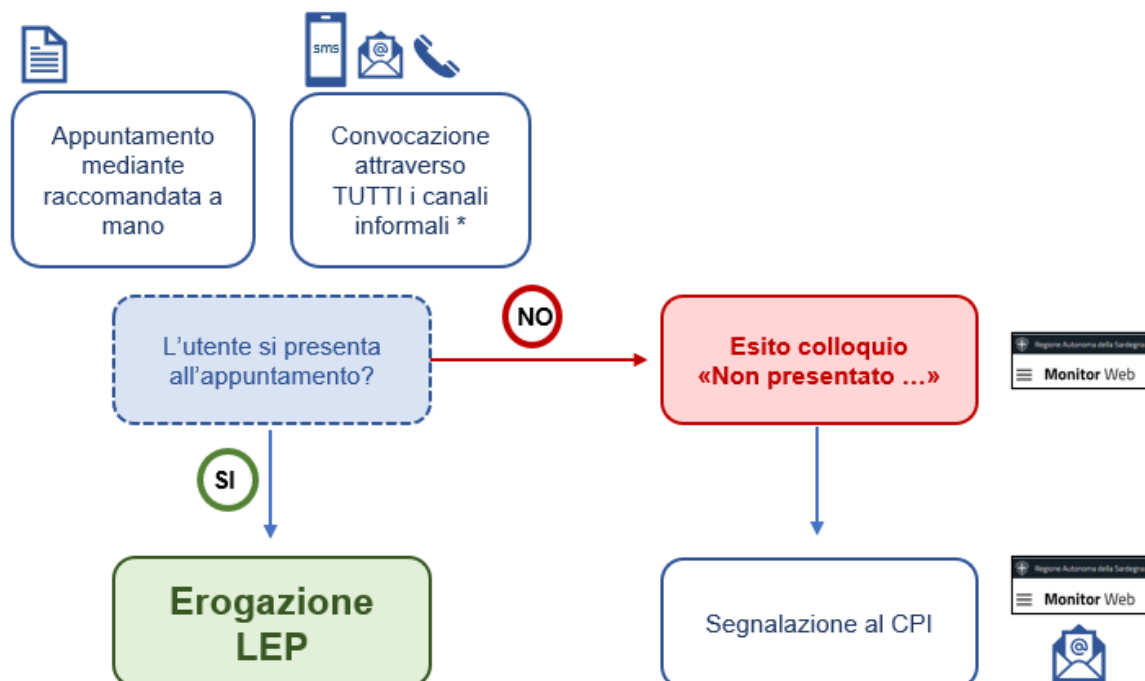 sms
@
Appuntamento
mediante
raccomandata a
mano
Convocazione
attraverso
TUTTI i canali
informali *
L'utente si presenta
all'appuntamento?
NO
Esito colloquio
«Non presentato ...»
Regione Autonoma della Sardegna
Monitor Web
SI
Erogazione
LEP
Segnalazione al CPI
Regione Autonoma della Sardegna
Monitor Web
@